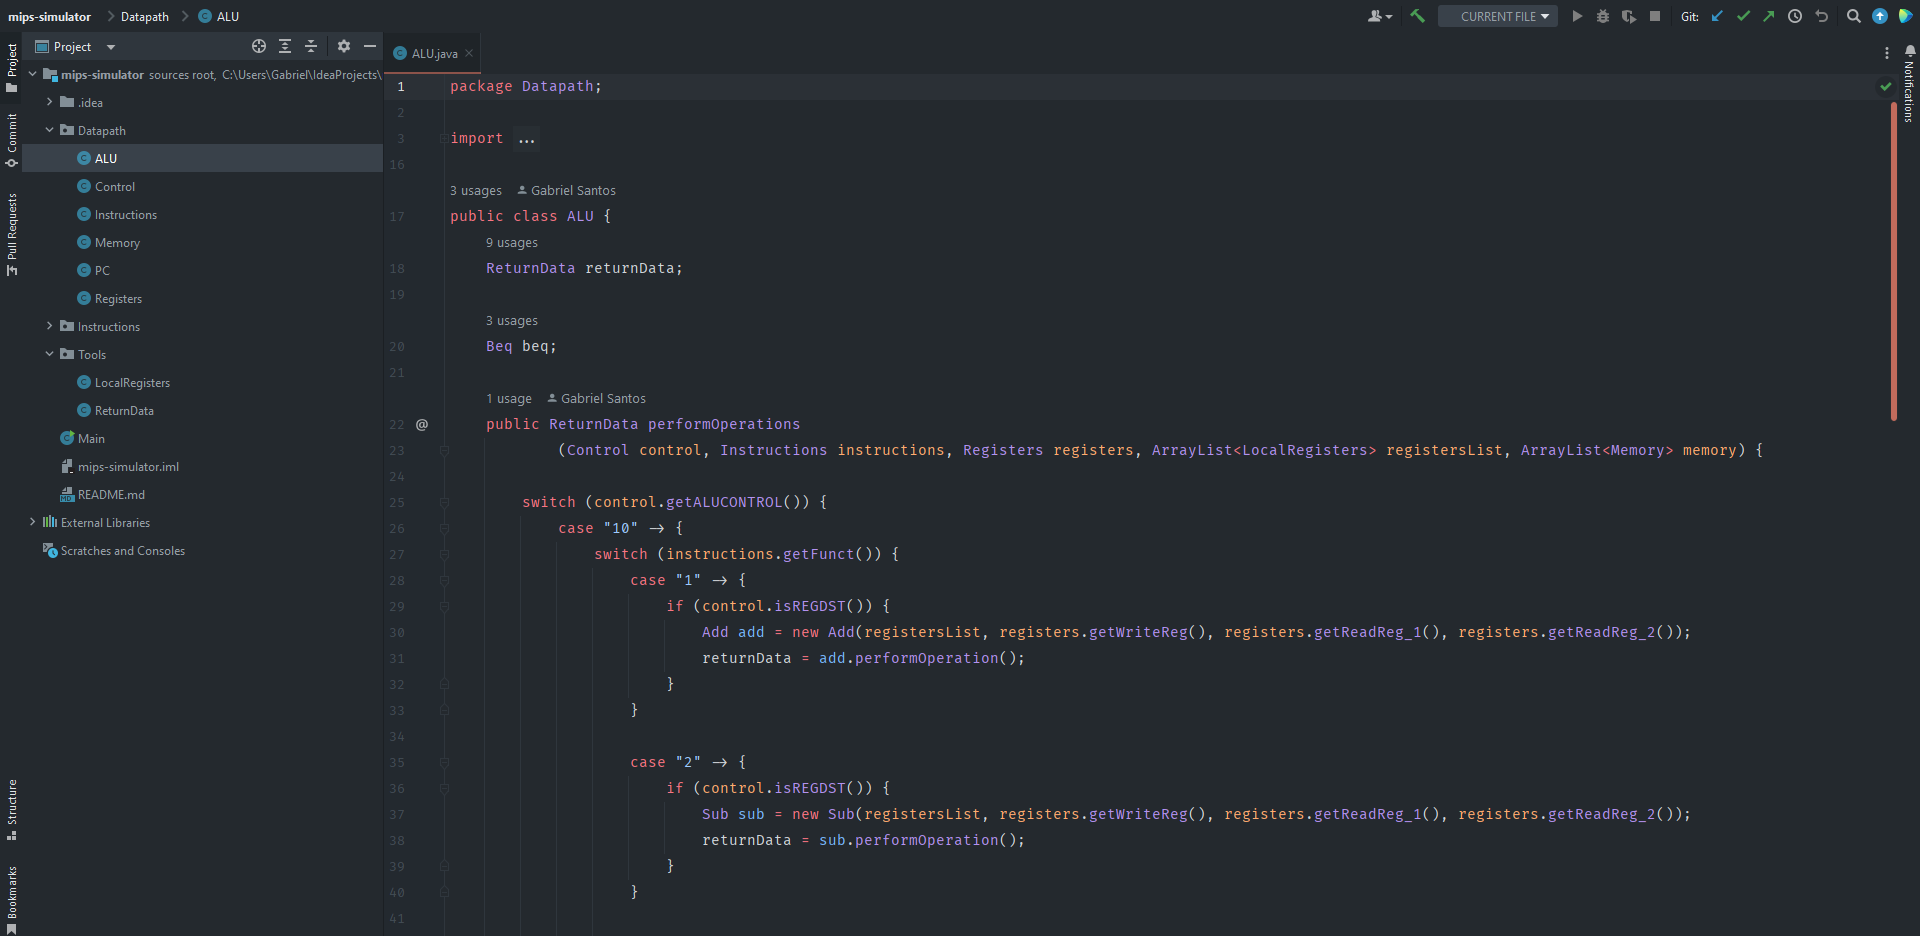 mips-simulator Datapath ALU CURRENT FILE Git:
Project
ALU.java
Project
Commit
Pull Requests
Structure
Bookmarks
Notifications
mips-simulator sources root, C:\Users\Gabriel\IdeaProjects\
.idea
Datapath
ALU
Control
Instructions
Memory
PC
Registers
Instructions
Tools
LocalRegisters
ReturnData
Main
mips-simulator.iml
README.md
External Libraries
Scratches and Consoles
1 package Datapath;
2
3 import ...
16
3 usages Gabriel Santos
17 public class ALU {
9 usages
18 ReturnData returnData;
19
3 usages
20 Beq beq;
21
1 usage Gabriel Santos
22 @ public ReturnData performOperations
23 (Control control, Instructions instructions, Registers registers, ArrayList<LocalRegisters> registersList, ArrayList<Memory> memory) {
24
25 switch (control.getALUCONTROL()) {
26 case "10" -> {
27 switch (instructions.getFunct()) {
28 case "1" -> {
29 if (control.isREGDST()) {
30 Add add = new Add(registersList, registers.getWriteReg(), registers.getReadReg_1(), registers.getReadReg_2());
31 returnData = add.performOperation();
32 }
33 }
34
35 case "2" -> {
36 if (control.isREGDST()) {
37 Sub sub = new Sub(registersList, registers.getWriteReg(), registers.getReadReg_1(), registers.getReadReg_2());
38 returnData = sub.performOperation();
39 }
40 }
41